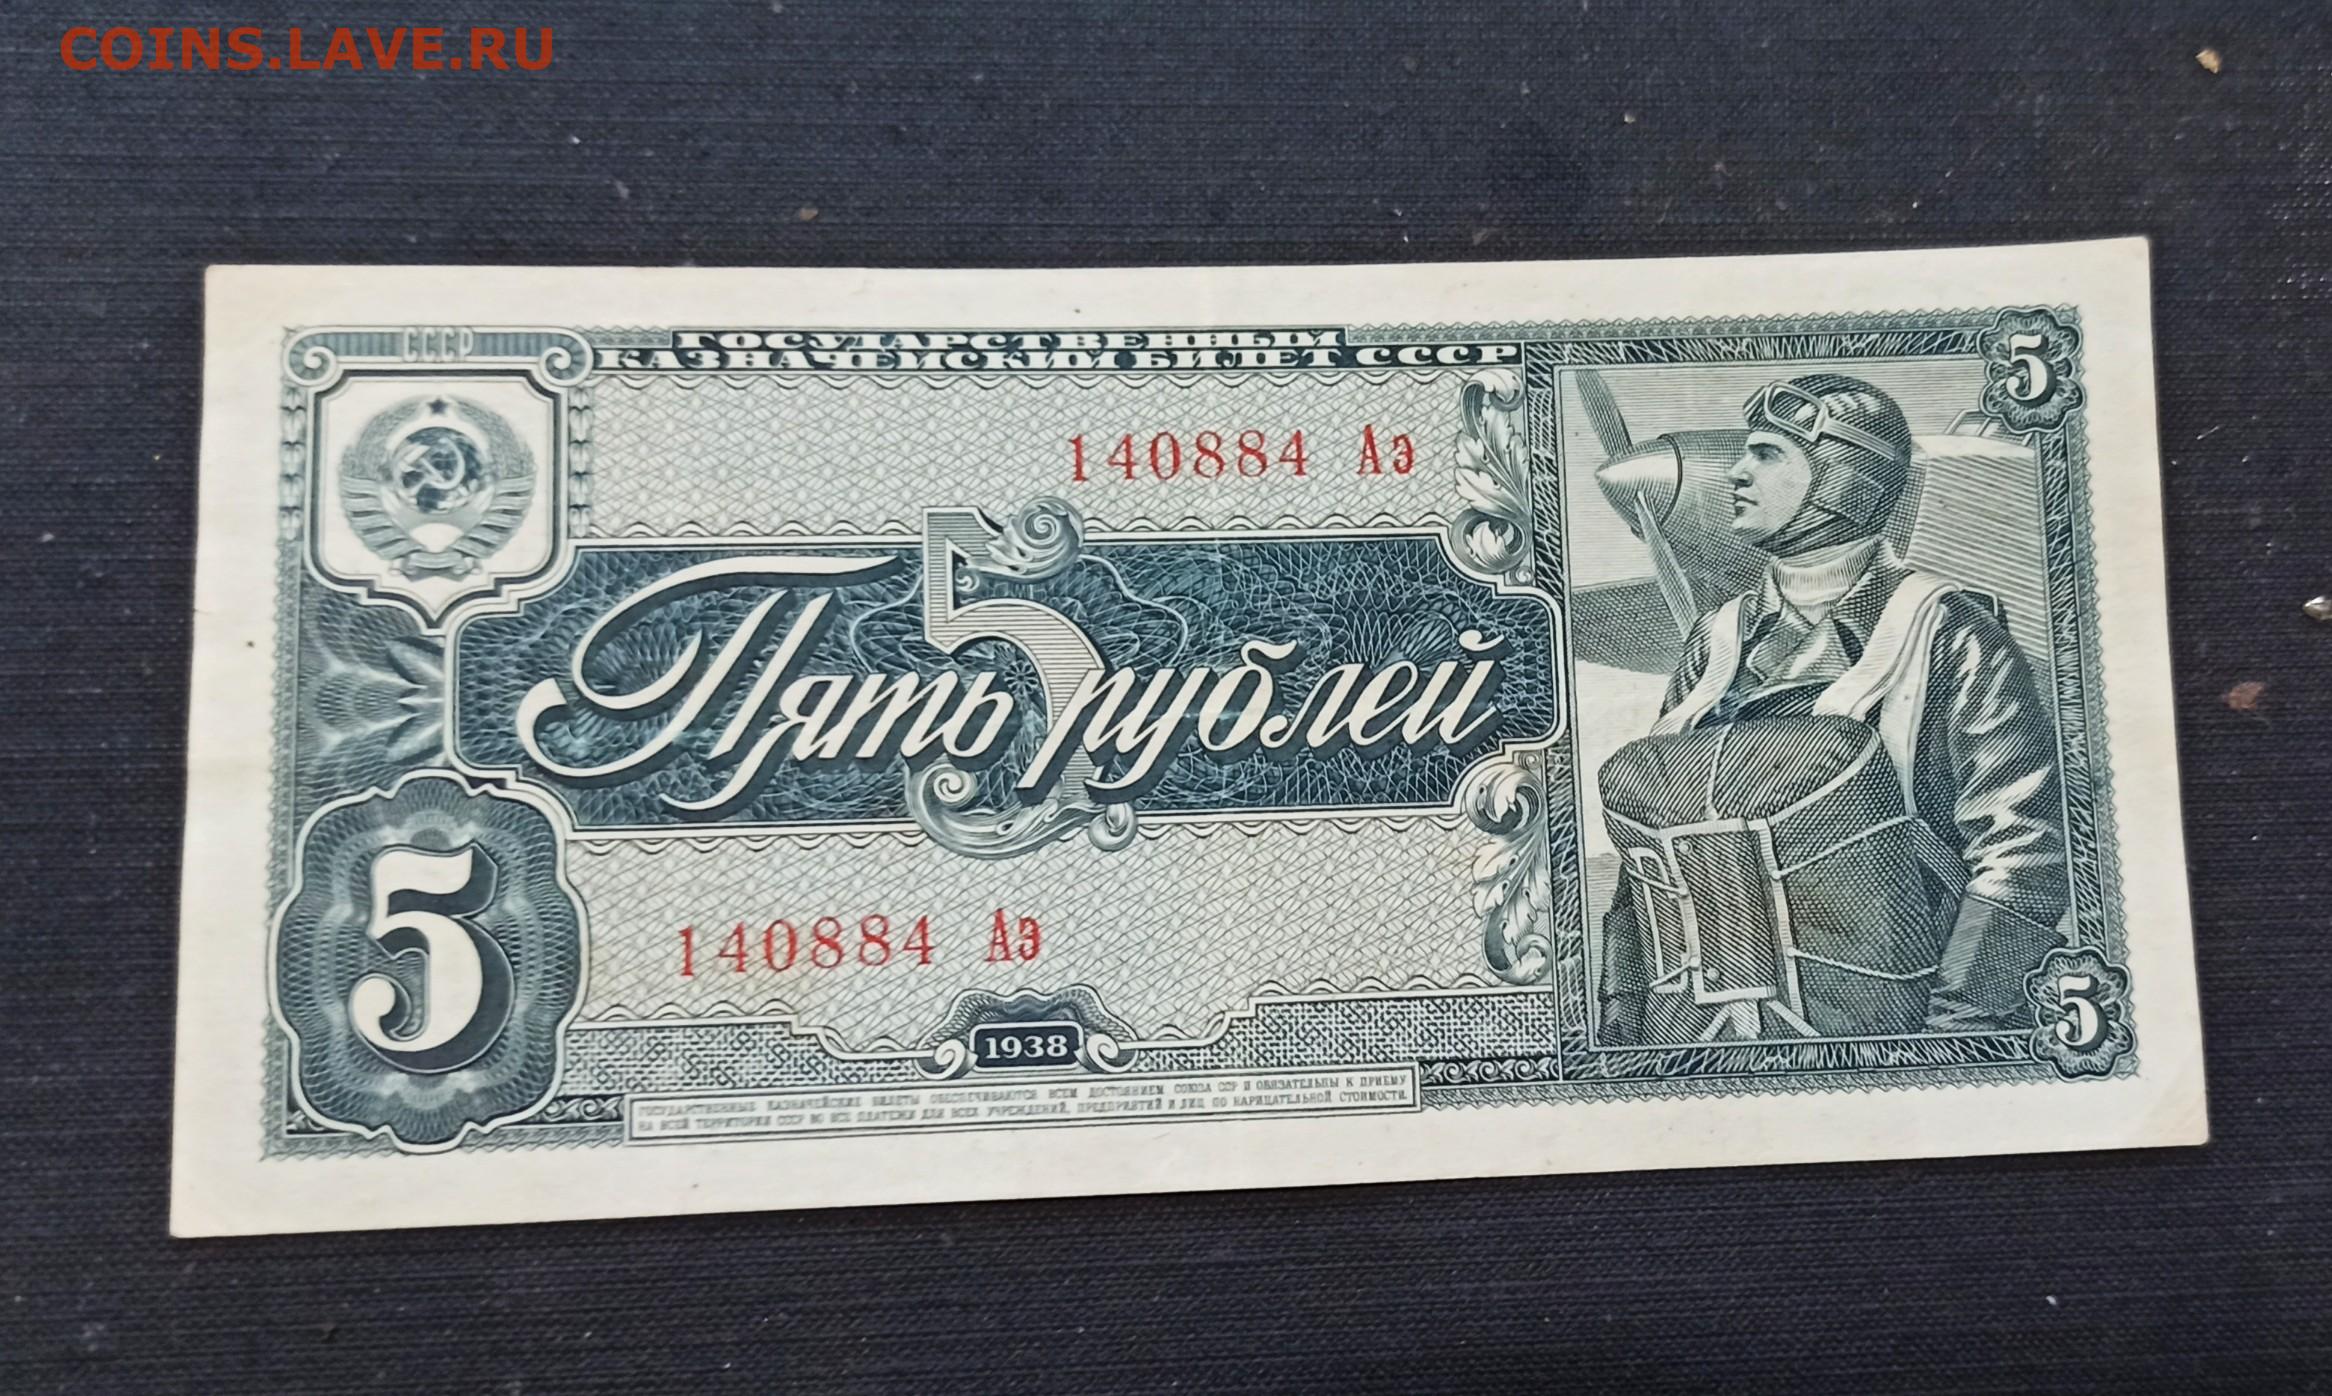 COINS.LAVE.RU
СССР
ГОСУДАРСТВЕННЫЙ
КАЗНАЧЕЙСКИЙ БИЛЕТ СССР
5
140884 Аэ
5
Пять рублей
140884 Аэ
5
5
1938
ГОСУДАРСТВЕННЫЕ КАЗНАЧЕЙСКИЕ БИЛЕТЫ ОБЕСПЕЧИВАЮТСЯ ВСЕМ ДОСТОЯНИЕМ СОЮЗА ССР И ОБЯЗАТЕЛЬНЫ К ПРИЕМУ
НА ВСЕЙ ТЕРРИТОРИИ СССР ВО ВСЕ ПЛАТЕЖИ ДЛЯ ВСЕХ УЧРЕЖДЕНИЙ, ПРЕДПРИЯТИЙ И ЛИЦ ПО НАРИЦАТЕЛЬНОЙ СТОИМОСТИ.